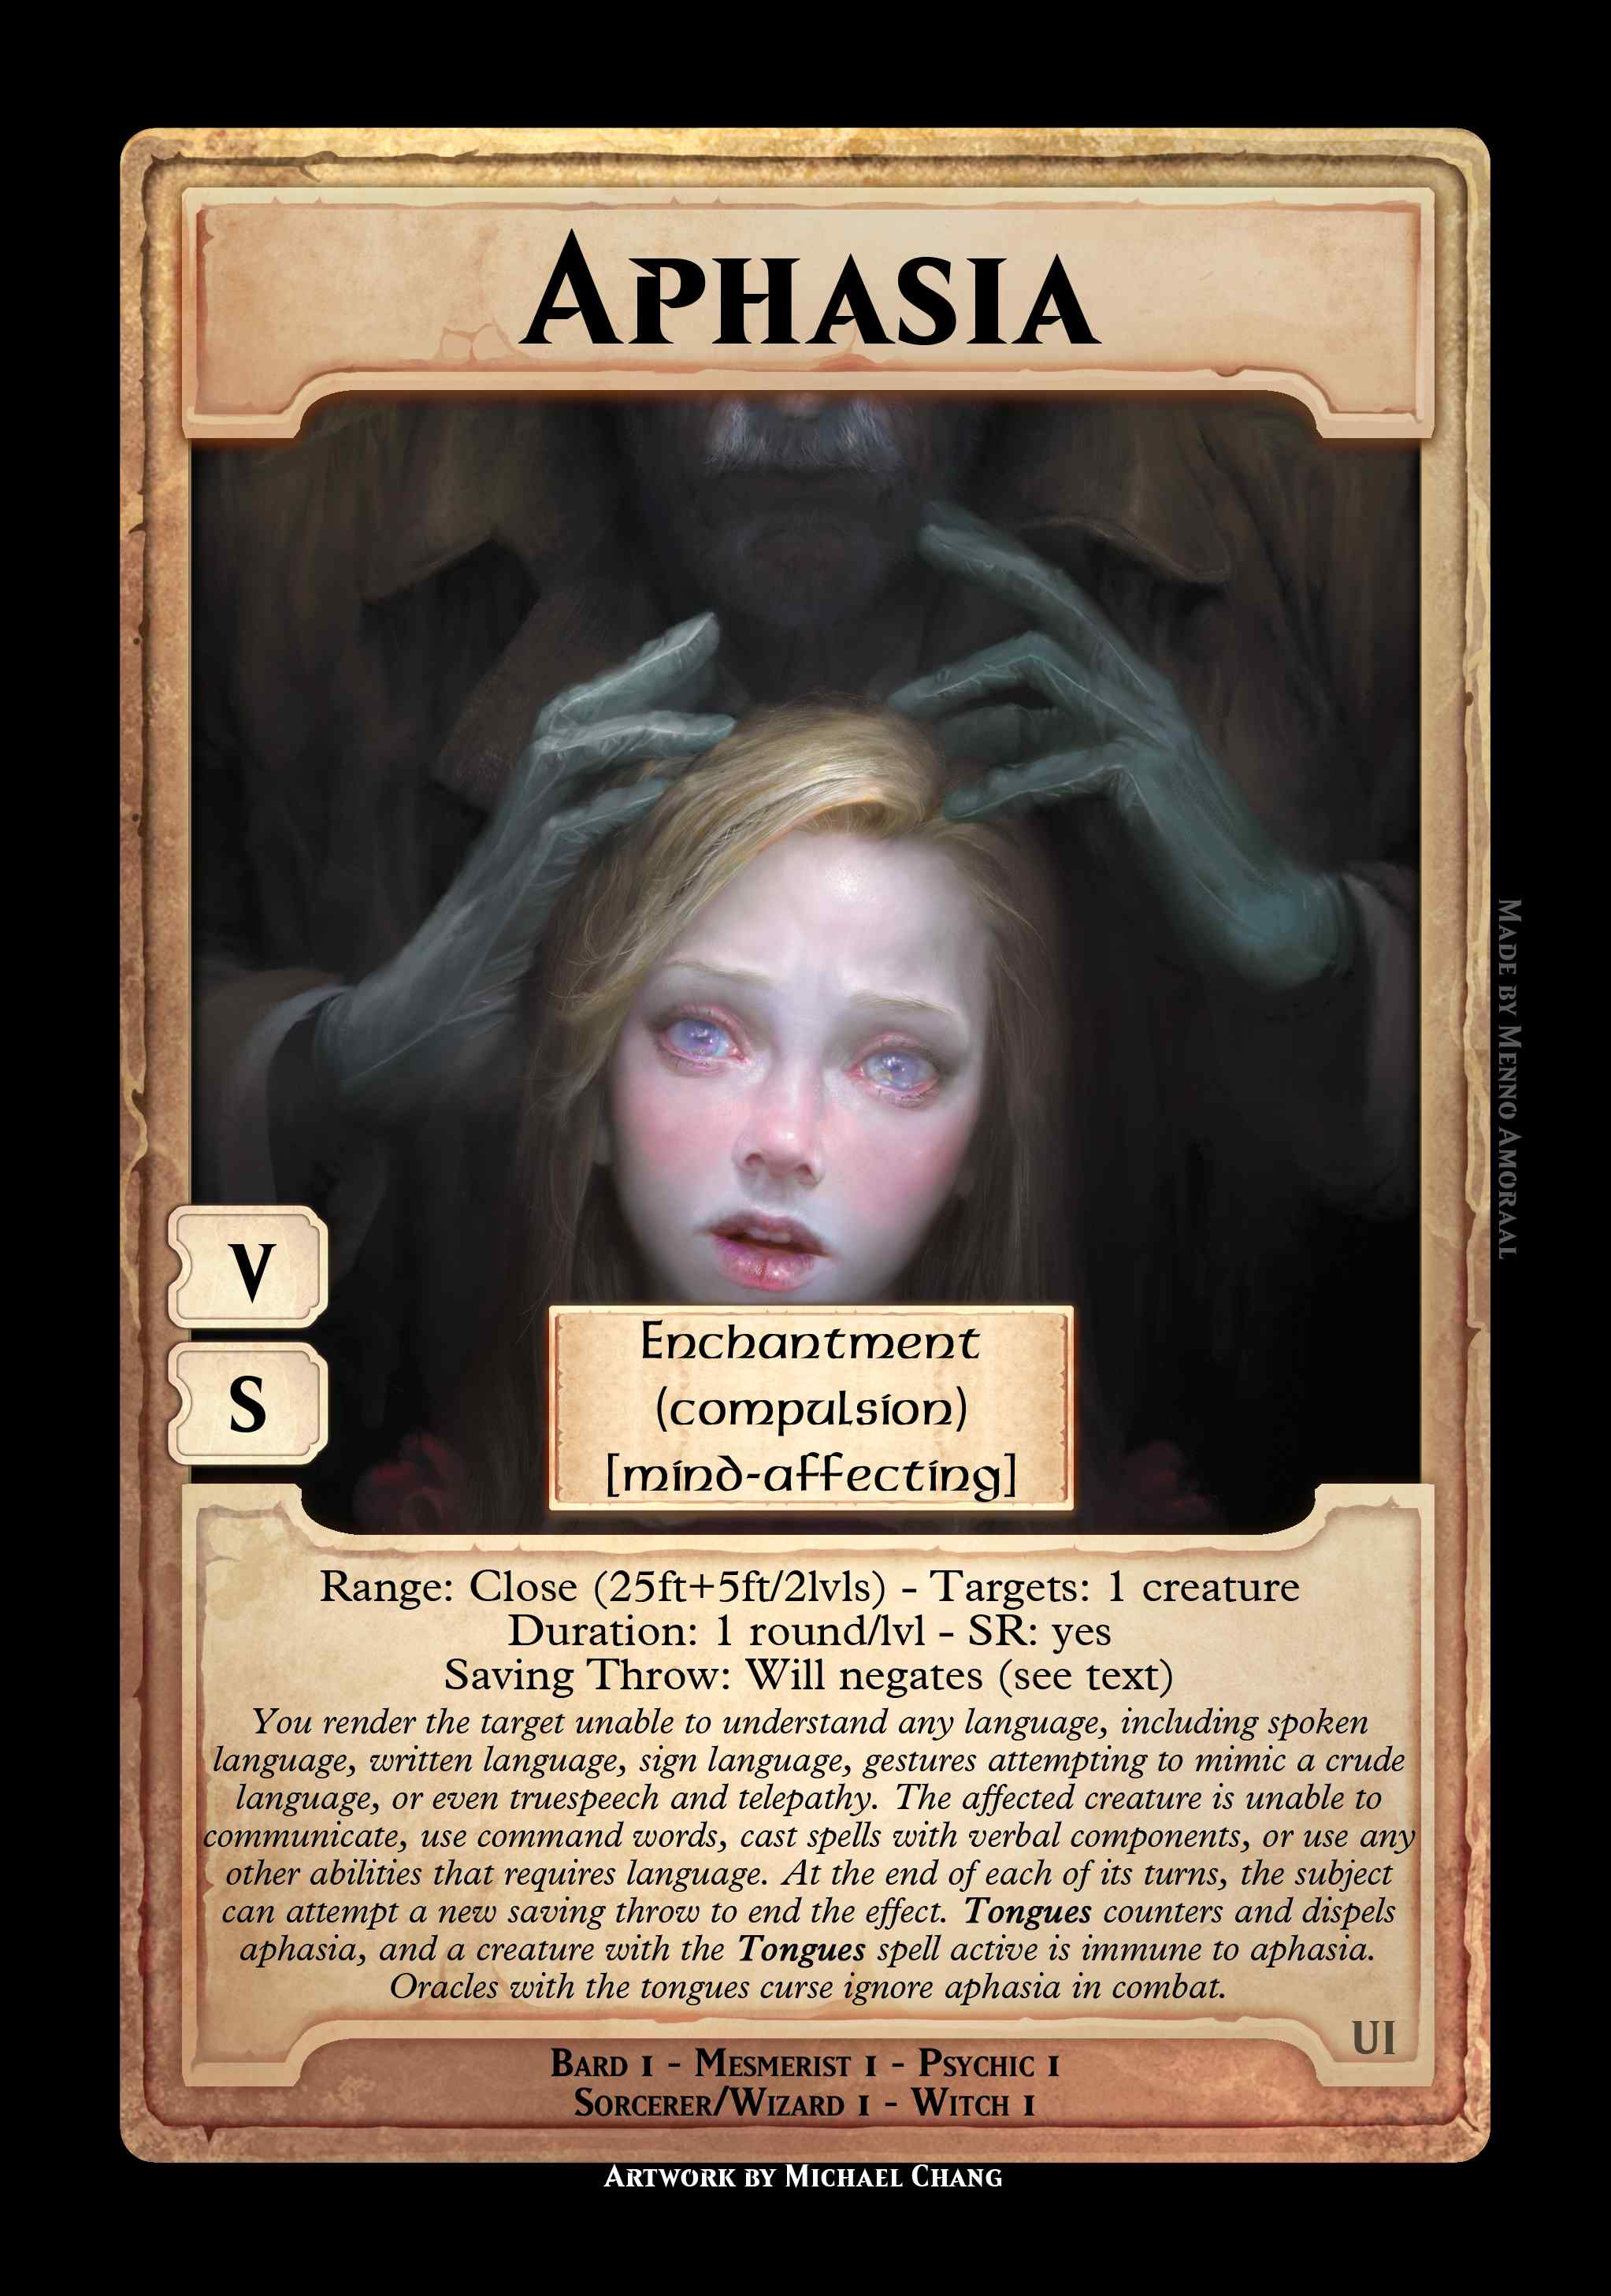 Aphasia
V
S
Enchantment
(compulsion)
[mind-affecting]
Range: Close (25ft+5ft/2lvls) - Targets: 1 creature
Duration: 1 round/lvl - SR: yes
Saving Throw: Will negates (see text)
You render the target unable to understand any language, including spoken
language, written language, sign language, gestures attempting to mimic a crude
language, or even truespeech and telepathy. The affected creature is unable to
communicate, use command words, cast spells with verbal components, or use any
other abilities that requires language. At the end of each of its turns, the subject
can attempt a new saving throw to end the effect. Tongues counters and dispels
aphasia, and a creature with the Tongues spell active is immune to aphasia.
Oracles with the tongues curse ignore aphasia in combat.
UI
Bard 1 - Mesmerist 1 - Psychic 1
Sorcerer/Wizard 1 - Witch 1
Artwork by Michael Chang
Made by Menno Amoraal